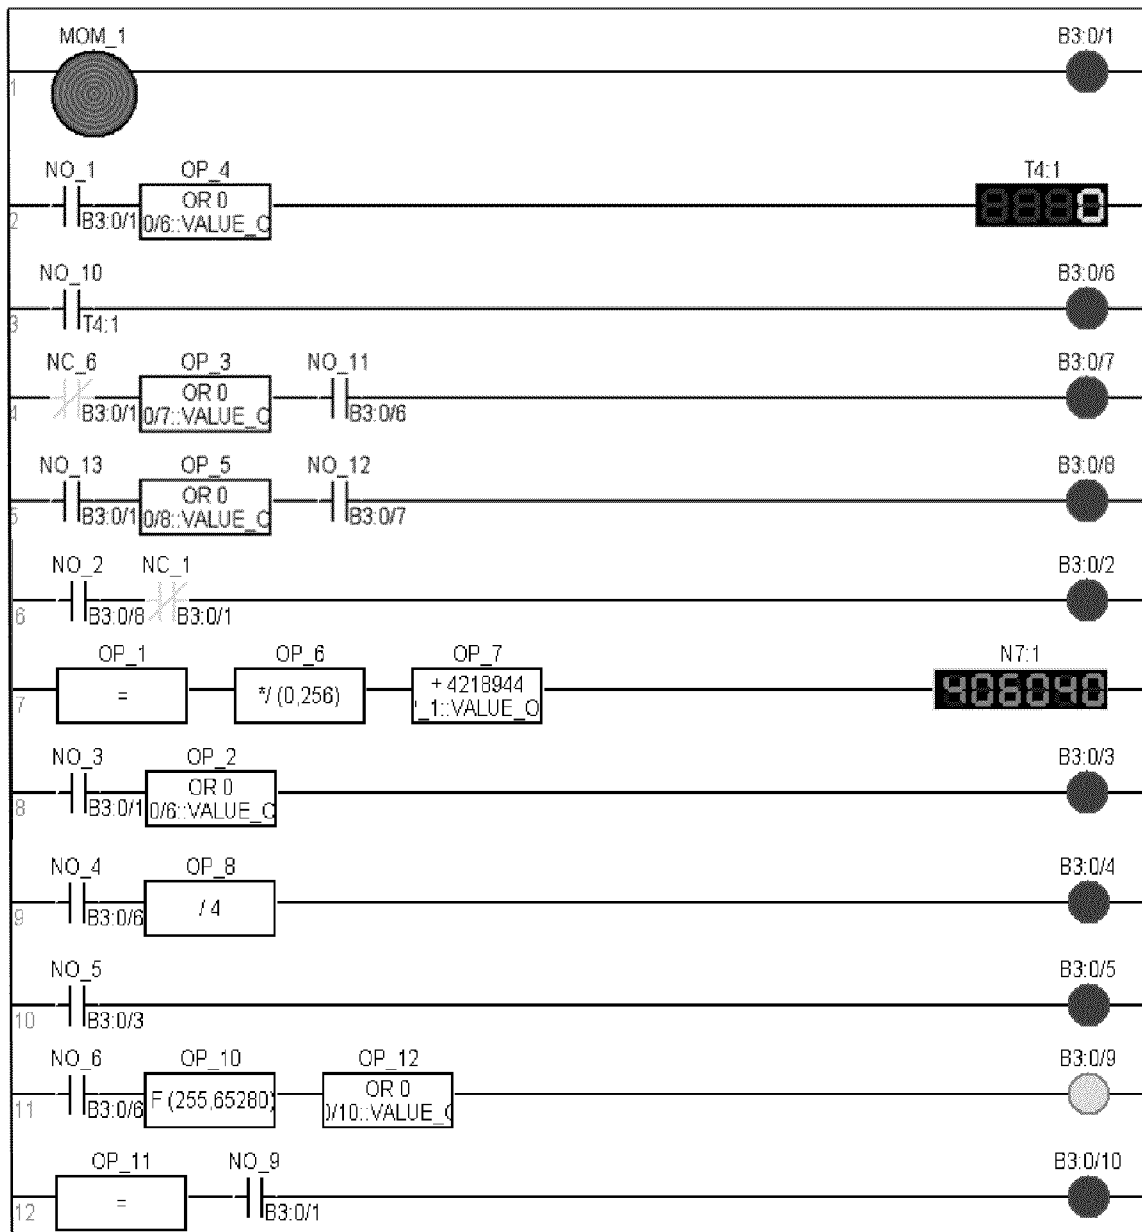 MOM_1 B3:0/1
1
NO_1 OP_4 T4:1
OR 0
2 B3:0/1 0/6::VALUE_O 0
NO_10 B3:0/6
3 T4:1
NC_6 OP_3 NO_11 B3:0/7
OR 0
4 B3:0/1 0/7::VALUE_O B3:0/6
NO_13 OP_5 NO_12 B3:0/8
OR 0
5 B3:0/1 0/8::VALUE_O B3:0/7
NO_2 NC_1 B3:0/2
6 B3:0/8 B3:0/1
OP_1 OP_6 OP_7 N7:1
= */ (0,256) + 4218944 406040
7 '_1::VALUE_O
NO_3 OP_2 B3:0/3
OR 0
8 B3:0/1 0/6::VALUE_O
NO_4 OP_8 B3:0/4
/ 4
9 B3:0/6
NO_5 B3:0/5
10 B3:0/3
NO_6 OP_10 OP_12 B3:0/9
F (255,65280) OR 0
11 B3:0/6 0/10::VALUE_O
OP_11 NO_9 B3:0/10
=
12 B3:0/1